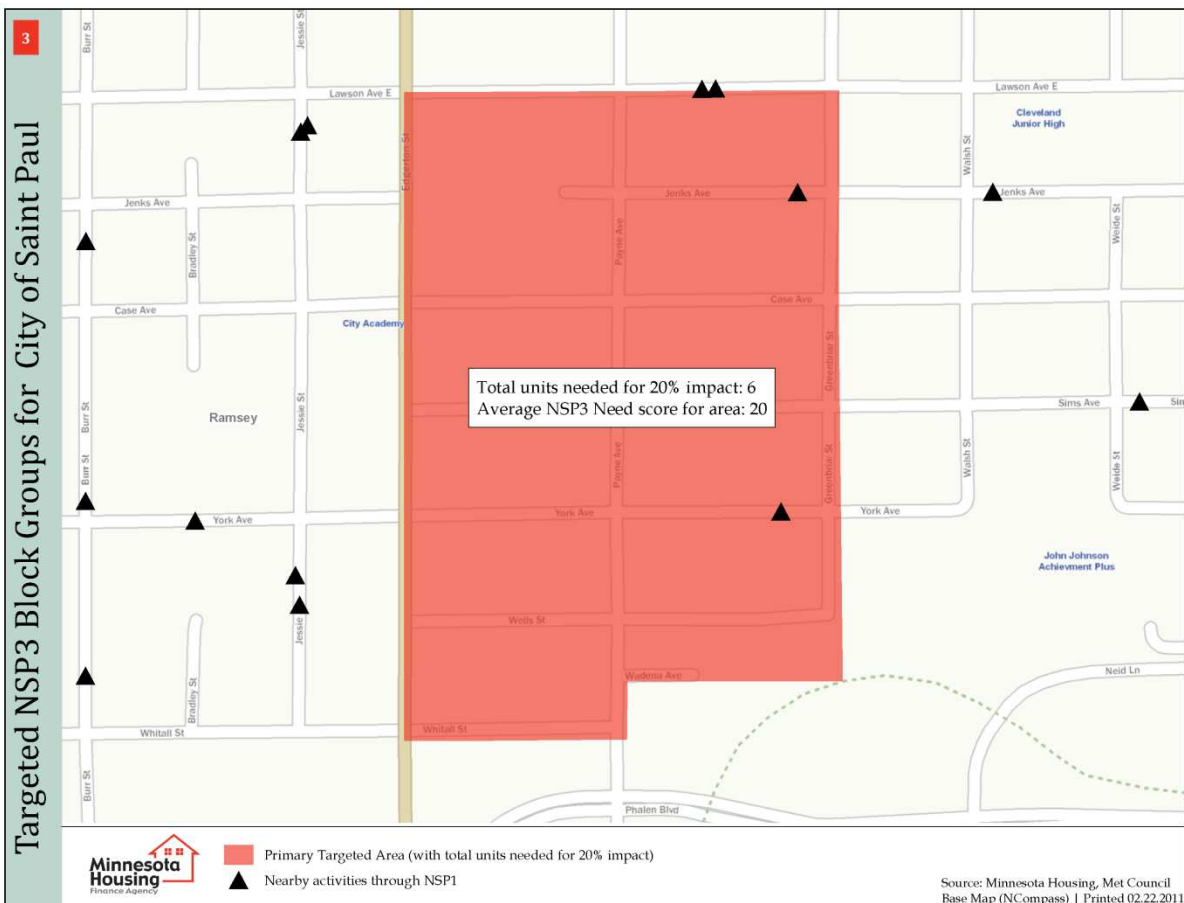 3
Targeted NSP3 Block Groups for City of Saint Paul
Burr St
Jessie St
Lawson Ave E
Lawson Ave E
Cleveland
Junior High
Edgerton St
Walsh St
Jenks Ave
Jenks Ave
Jenks Ave
Bradley St
Payne Ave
Weide St
Case Ave
Case Ave
City Academy
Greenbriar St
Total units needed for 20% impact: 6
Average NSP3 Need score for area: 20
Ramsey
Burr St
Jessie St
Sims Ave
Sim
Burr St
Payne Ave
Greenbriar St
Walsh St
Weide St
York Ave
York Ave
York Ave
John Johnson
Achievment Plus
Jessie
Wells St
Bradley St
Wadena Ave
Neid Ln
Whitall St
Whitall St
Burr St
Phalen Blvd
Minnesota
Housing
Finance Agency
Primary Targeted Area (with total units needed for 20% impact)
Nearby activities through NSP1
Source: Minnesota Housing, Met Council
Base Map (NCompass) | Printed 02.22.2011